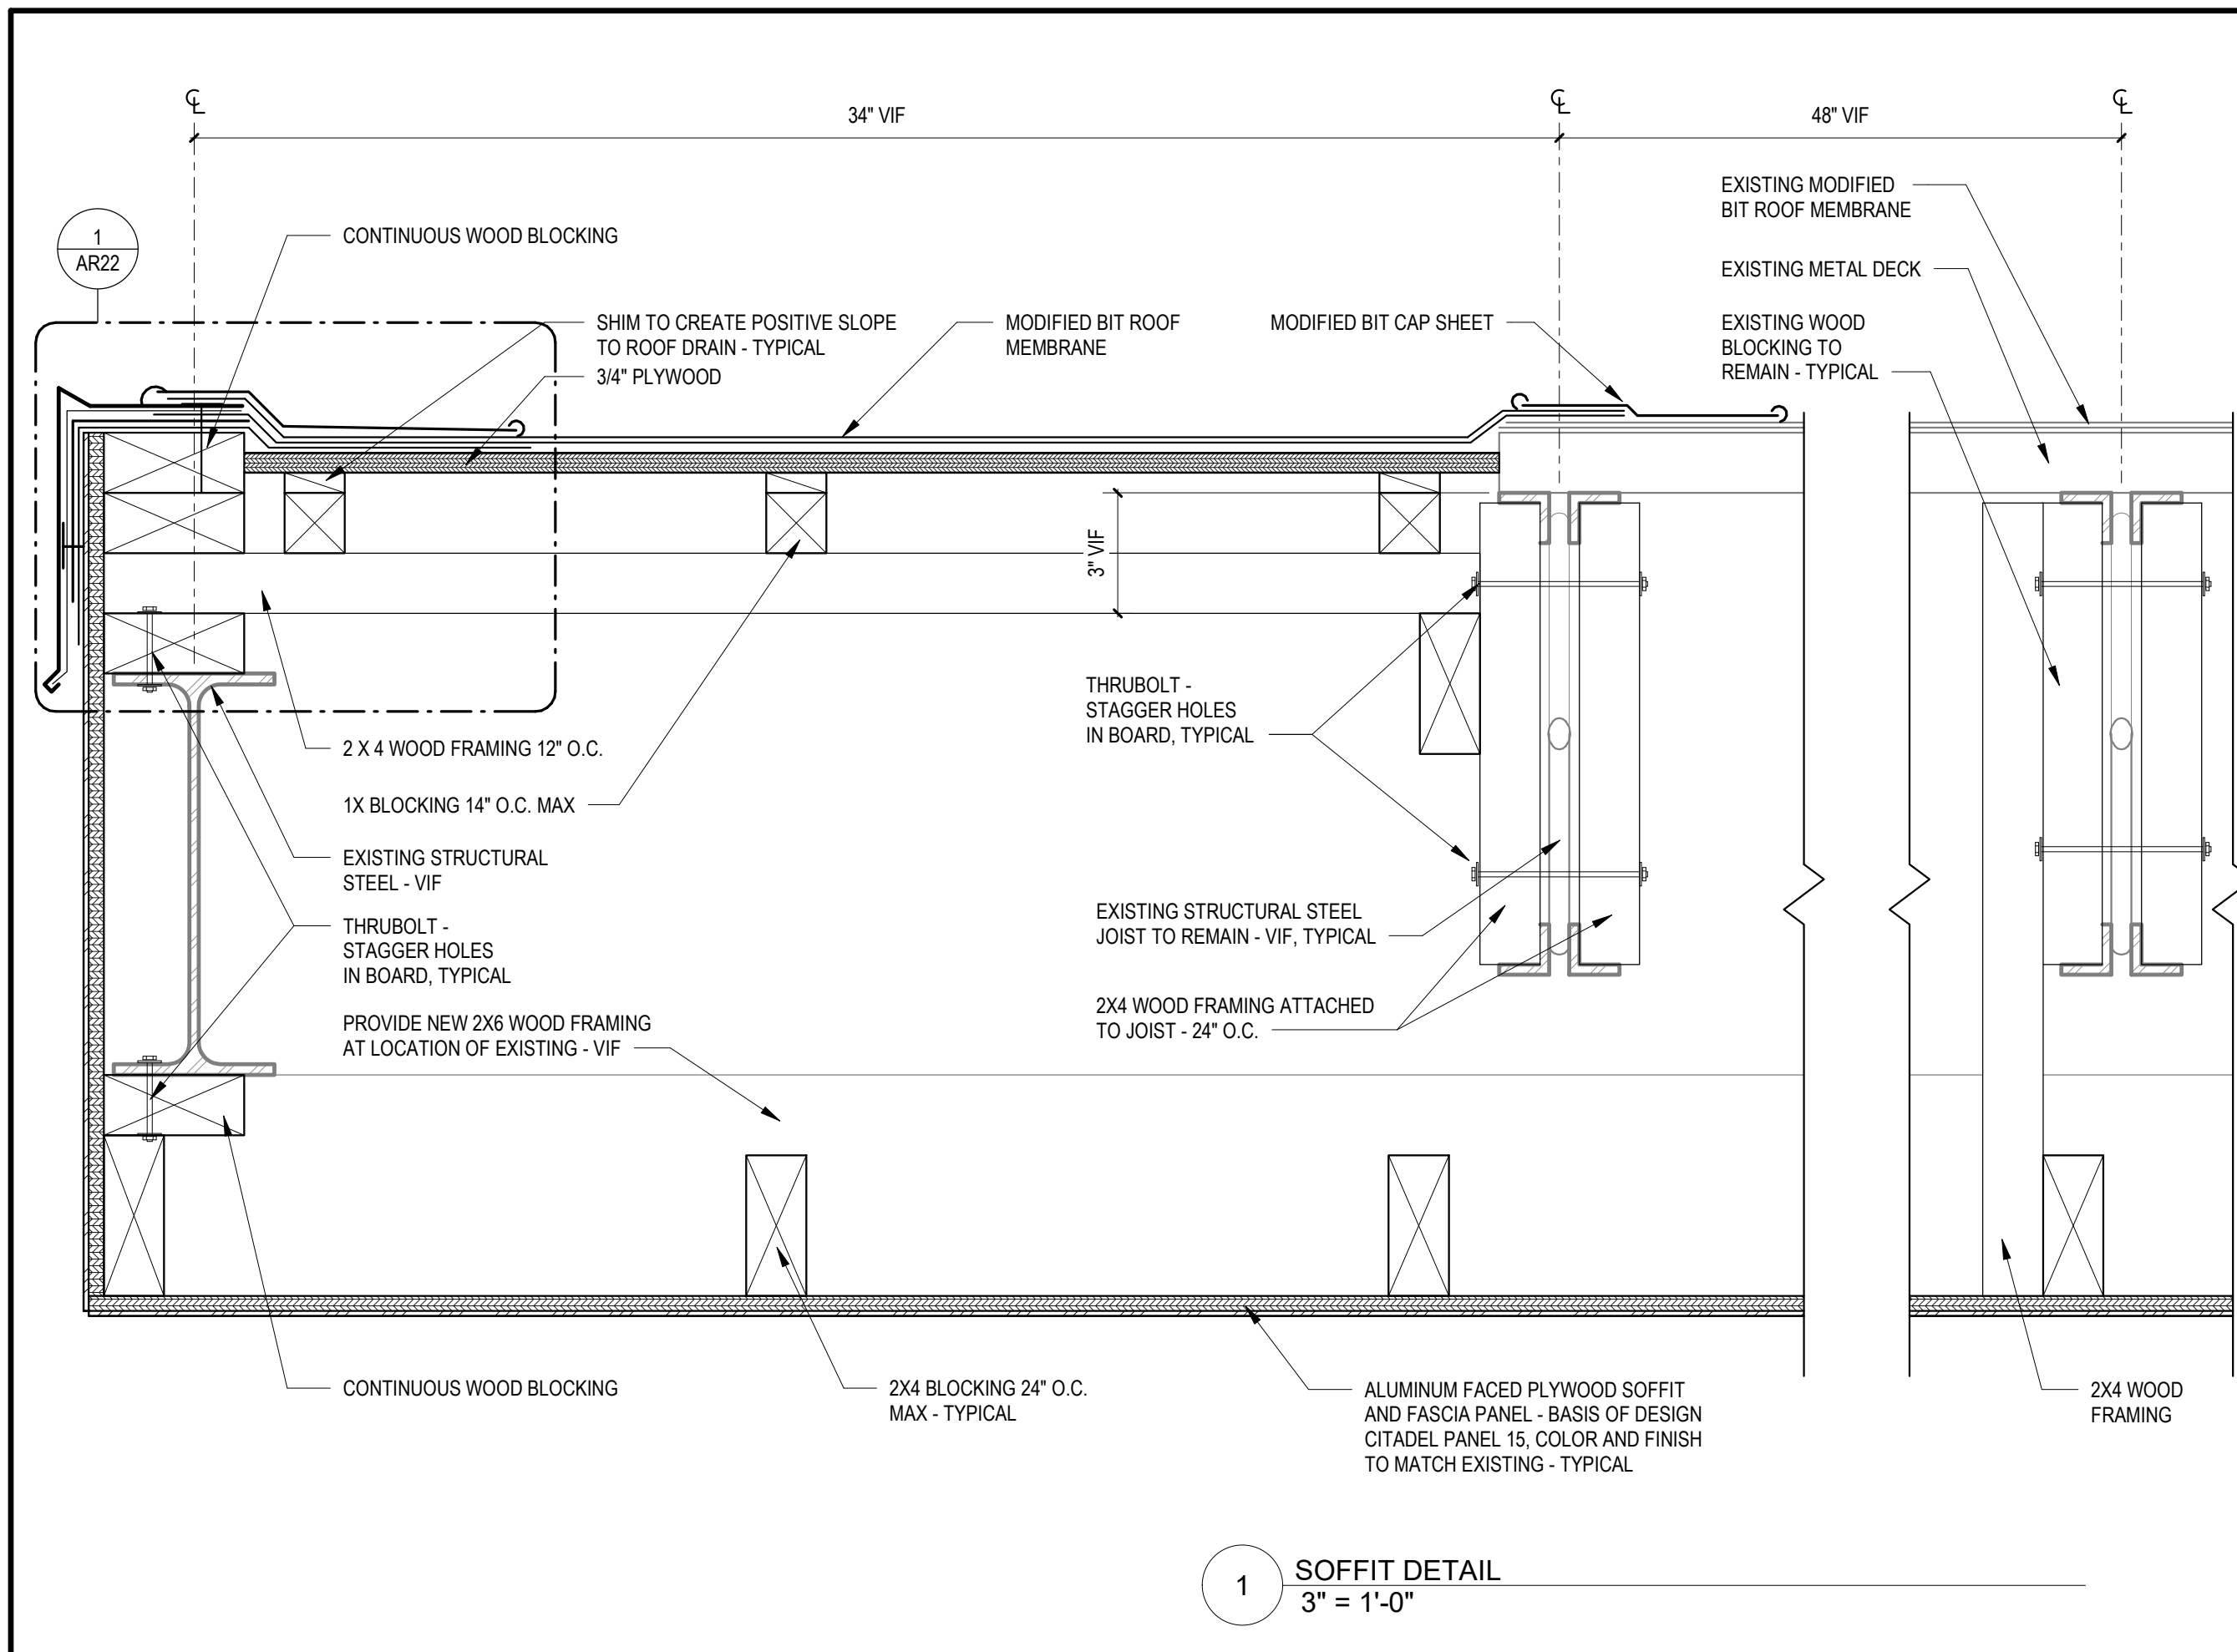 ℄
℄
℄
34" VIF
48" VIF
EXISTING MODIFIED
BIT ROOF MEMBRANE
1
AR22
CONTINUOUS WOOD BLOCKING
EXISTING METAL DECK
SHIM TO CREATE POSITIVE SLOPE
TO ROOF DRAIN - TYPICAL
MODIFIED BIT ROOF
MEMBRANE
MODIFIED BIT CAP SHEET
EXISTING WOOD
BLOCKING TO
REMAIN - TYPICAL
3/4" PLYWOOD
3" VIF
THRUBOLT -
STAGGER HOLES
IN BOARD, TYPICAL
2 X 4 WOOD FRAMING 12" O.C.
1X BLOCKING 14" O.C. MAX
EXISTING STRUCTURAL
STEEL - VIF
THRUBOLT -
STAGGER HOLES
IN BOARD, TYPICAL
EXISTING STRUCTURAL STEEL
JOIST TO REMAIN - VIF, TYPICAL
2X4 WOOD FRAMING ATTACHED
TO JOIST - 24" O.C.
PROVIDE NEW 2X6 WOOD FRAMING
AT LOCATION OF EXISTING - VIF
CONTINUOUS WOOD BLOCKING
2X4 BLOCKING 24" O.C.
MAX - TYPICAL
ALUMINUM FACED PLYWOOD SOFFIT
AND FASCIA PANEL - BASIS OF DESIGN
CITADEL PANEL 15, COLOR AND FINISH
TO MATCH EXISTING - TYPICAL
2X4 WOOD
FRAMING
1
SOFFIT DETAIL
3" = 1'-0"